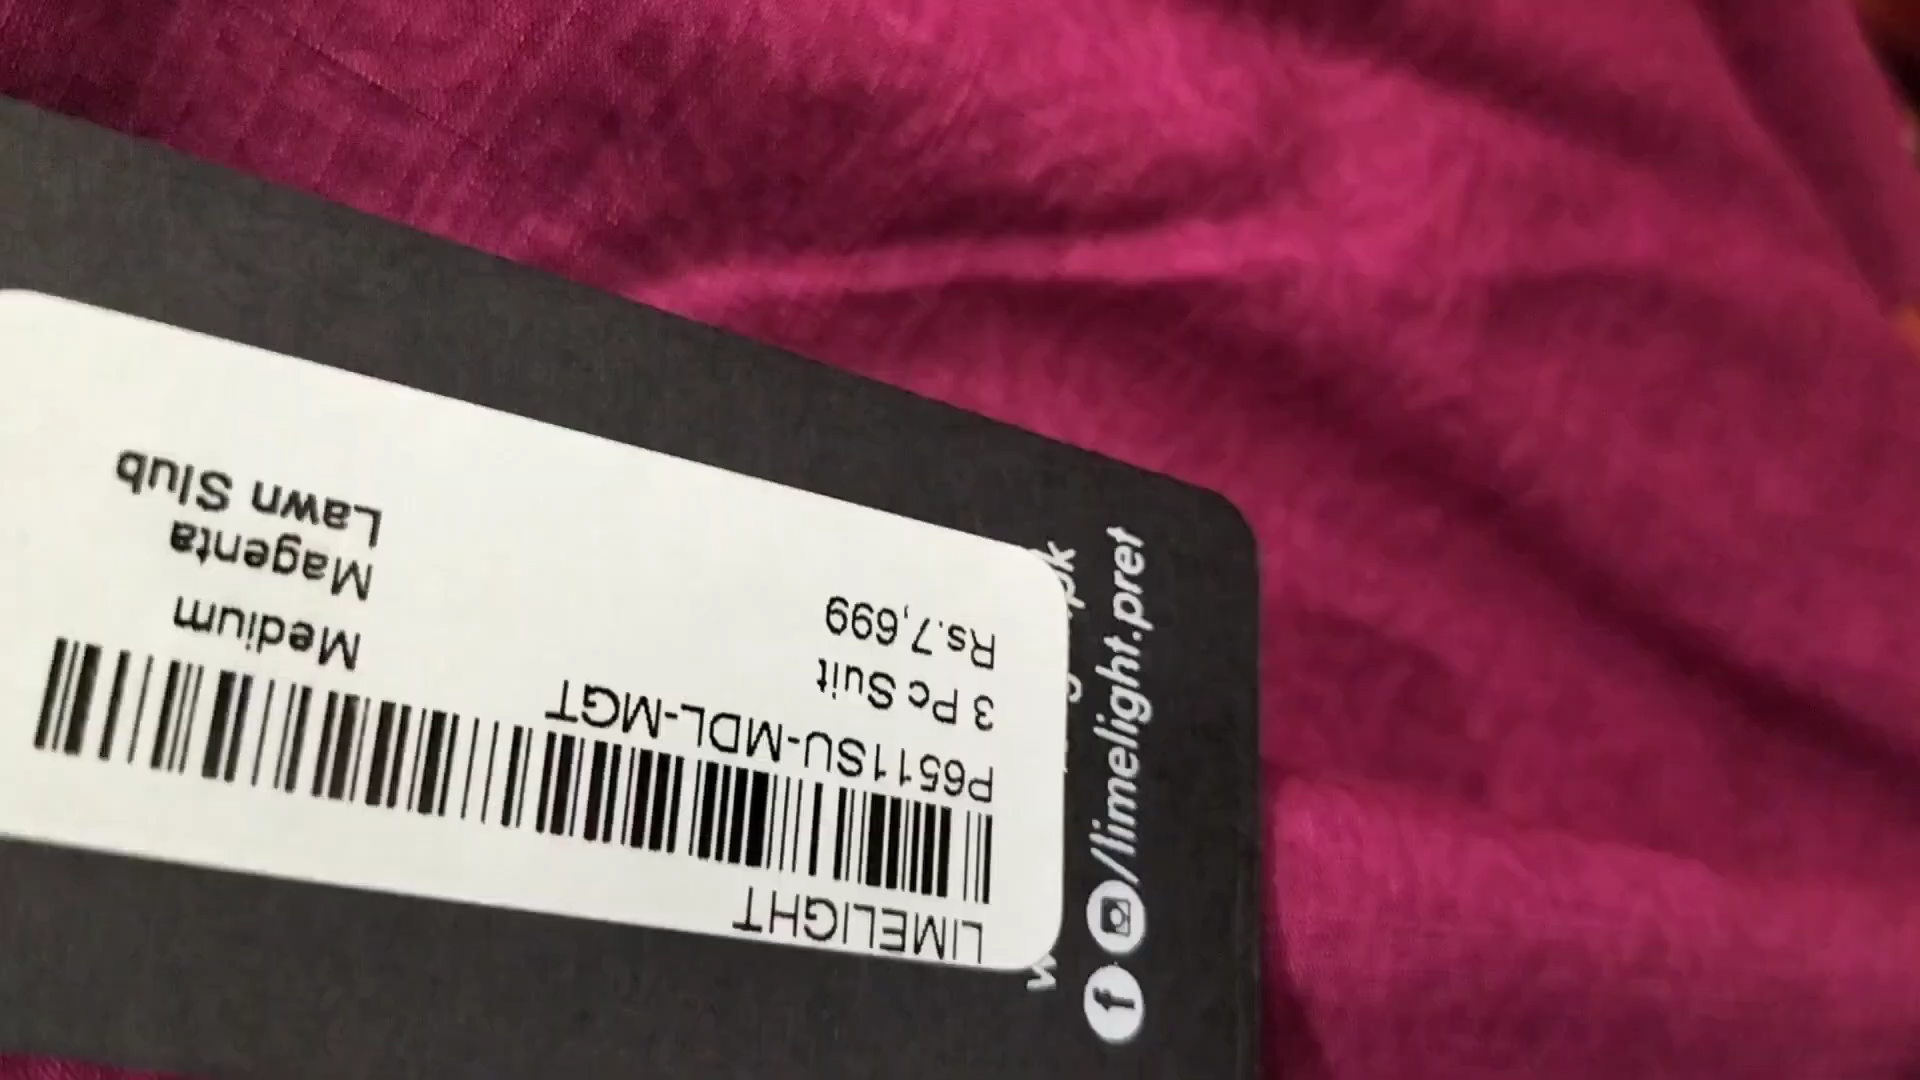 LIMELIGHT
P6511SU-MDL-MGT
3 Pc Suit
Rs.7,699
Medium
Magenta
Lawn Slub
/limelight.pret